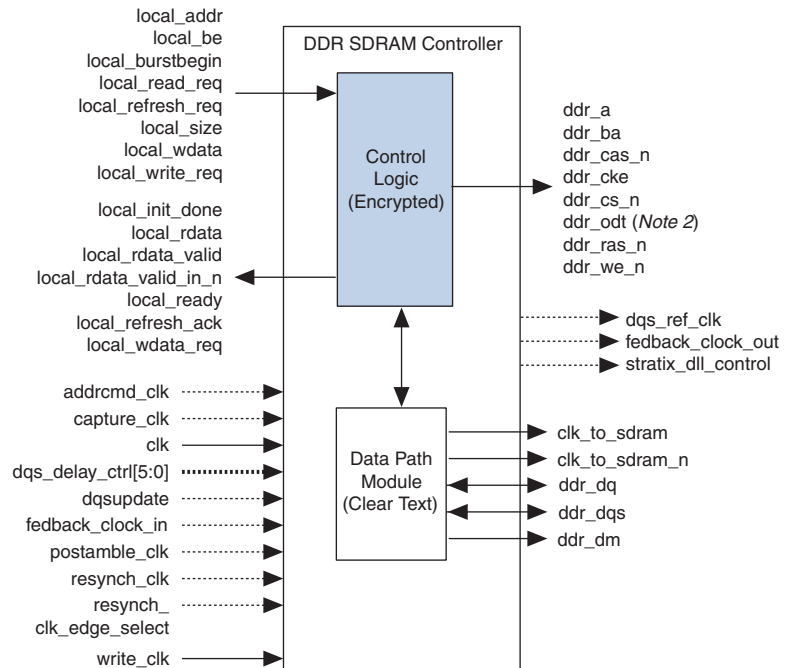 local_addr
local_be
local_burstbegin
local_read_req
local_refresh_req
local_size
local_wdata
local_write_req
local_init_done
local_rdata
local_rdata_valid
local_rdata_valid_in_n
local_ready
local_refresh_ack
local_wdata_req
addrcmd_clk
capture_clk
clk
dqs_delay_ctrl[5:0]
dqsupdate
fedback_clock_in
postamble_clk
resynch_clk
resynch_
clk_edge_select
write_clk
DDR SDRAM Controller
Control
Logic
(Encrypted)
Data Path
Module
(Clear Text)
ddr_a
ddr_ba
ddr_cas_n
ddr_cke
ddr_cs_n
ddr_odt (Note 2)
ddr_ras_n
ddr_we_n
dqs_ref_clk
fedback_clock_out
stratix_dll_control
clk_to_sdram
clk_to_sdram_n
ddr_dq
ddr_dqs
ddr_dm